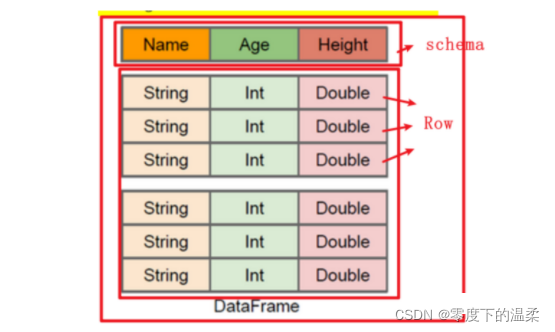 Name Age Height
schema
String Int Double
String Int Double
Row
String Int Double
String Int Double
String Int Double
String Int Double
DataFrame
CSDN @零度下的温柔